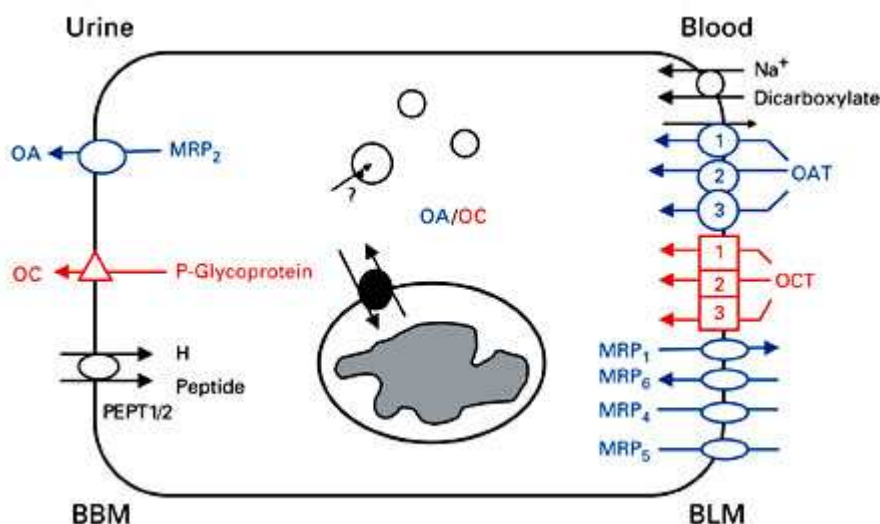 Urine
Blood
Na+
Dicarboxylate
OA
MRP2
1
2
3
OAT
?
OA/OC
OC
P-Glycoprotein
1
2
3
OCT
H
Peptide
PEPT1/2
MRP1
MRP6
MRP4
MRP5
BBM
BLM